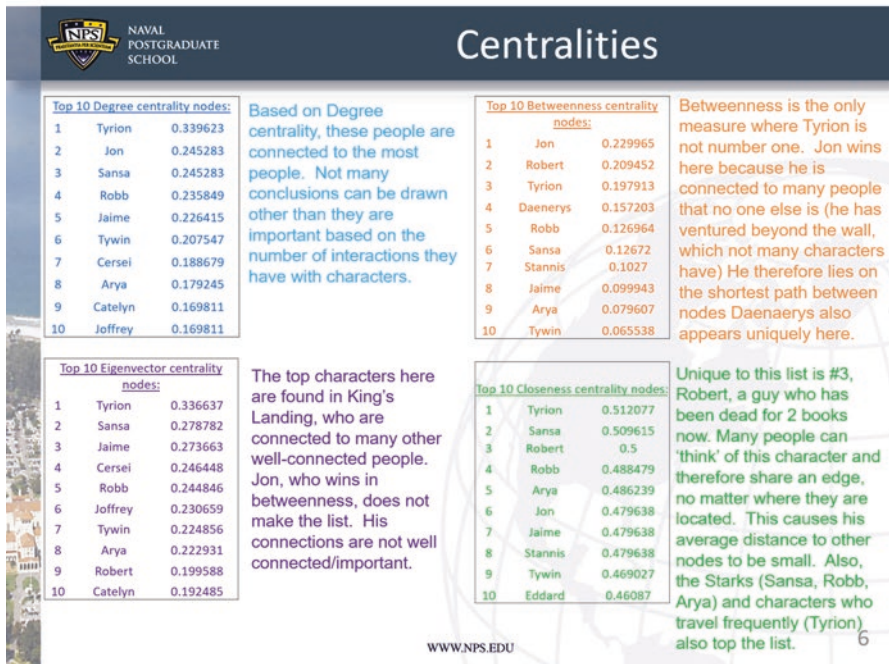 NPS
NAVAL
POSTGRADUATE
SCHOOL
Centralities
Top 10 Degree centrality nodes:
1 Tyrion 0.339623
2 Jon 0.245283
3 Sansa 0.245283
4 Robb 0.235849
5 Jaime 0.226415
6 Tywin 0.207547
7 Cersei 0.188679
8 Arya 0.179245
9 Catelyn 0.169811
10 Joffrey 0.169811
Based on Degree
centrality, these people are
connected to the most
people. Not many
conclusions can be drawn
other than they are
important based on the
number of interactions they
have with characters.
Top 10 Betweenness centrality
nodes:
1 Jon 0.229965
2 Robert 0.209452
3 Tyrion 0.197913
4 Daenerys 0.157203
5 Robb 0.126964
6 Sansa 0.12672
7 Stannis 0.1027
8 Jaime 0.099943
9 Arya 0.079607
10 Tywin 0.065538
Betweenness is the only
measure where Tyrion is
not number one. Jon wins
here because he is
connected to many people
that no one else is (he has
ventured beyond the wall,
which not many characters
have) He therefore lies on
the shortest path between
nodes Daenaerys also
appears uniquely here.
Top 10 Eigenvector centrality
nodes:
1 Tyrion 0.336637
2 Sansa 0.278782
3 Jaime 0.273663
4 Cersei 0.246448
5 Robb 0.244846
6 Joffrey 0.230659
7 Tywin 0.224856
8 Arya 0.222931
9 Robert 0.199588
10 Catelyn 0.192485
The top characters here
are found in King's
Landing, who are
connected to many other
well-connected people.
Jon, who wins in
betweenness, does not
make the list. His
connections are not well
connected/important.
Top 10 Closeness centrality nodes:
1 Tyrion 0.512077
2 Sansa 0.509615
3 Robert 0.5
4 Robb 0.488479
5 Arya 0.486239
6 Jon 0.479638
7 Jaime 0.479638
8 Stannis 0.479638
9 Tywin 0.469027
10 Eddard 0.46087
Unique to this list is #3,
Robert, a guy who has
been dead for 2 books
now. Many people can
'think' of this character and
therefore share an edge,
no matter where they are
located. This causes his
average distance to other
nodes to be small. Also,
the Starks (Sansa, Robb,
Arya) and characters who
travel frequently (Tyrion)
also top the list.
WWW.NPS.EDU
6